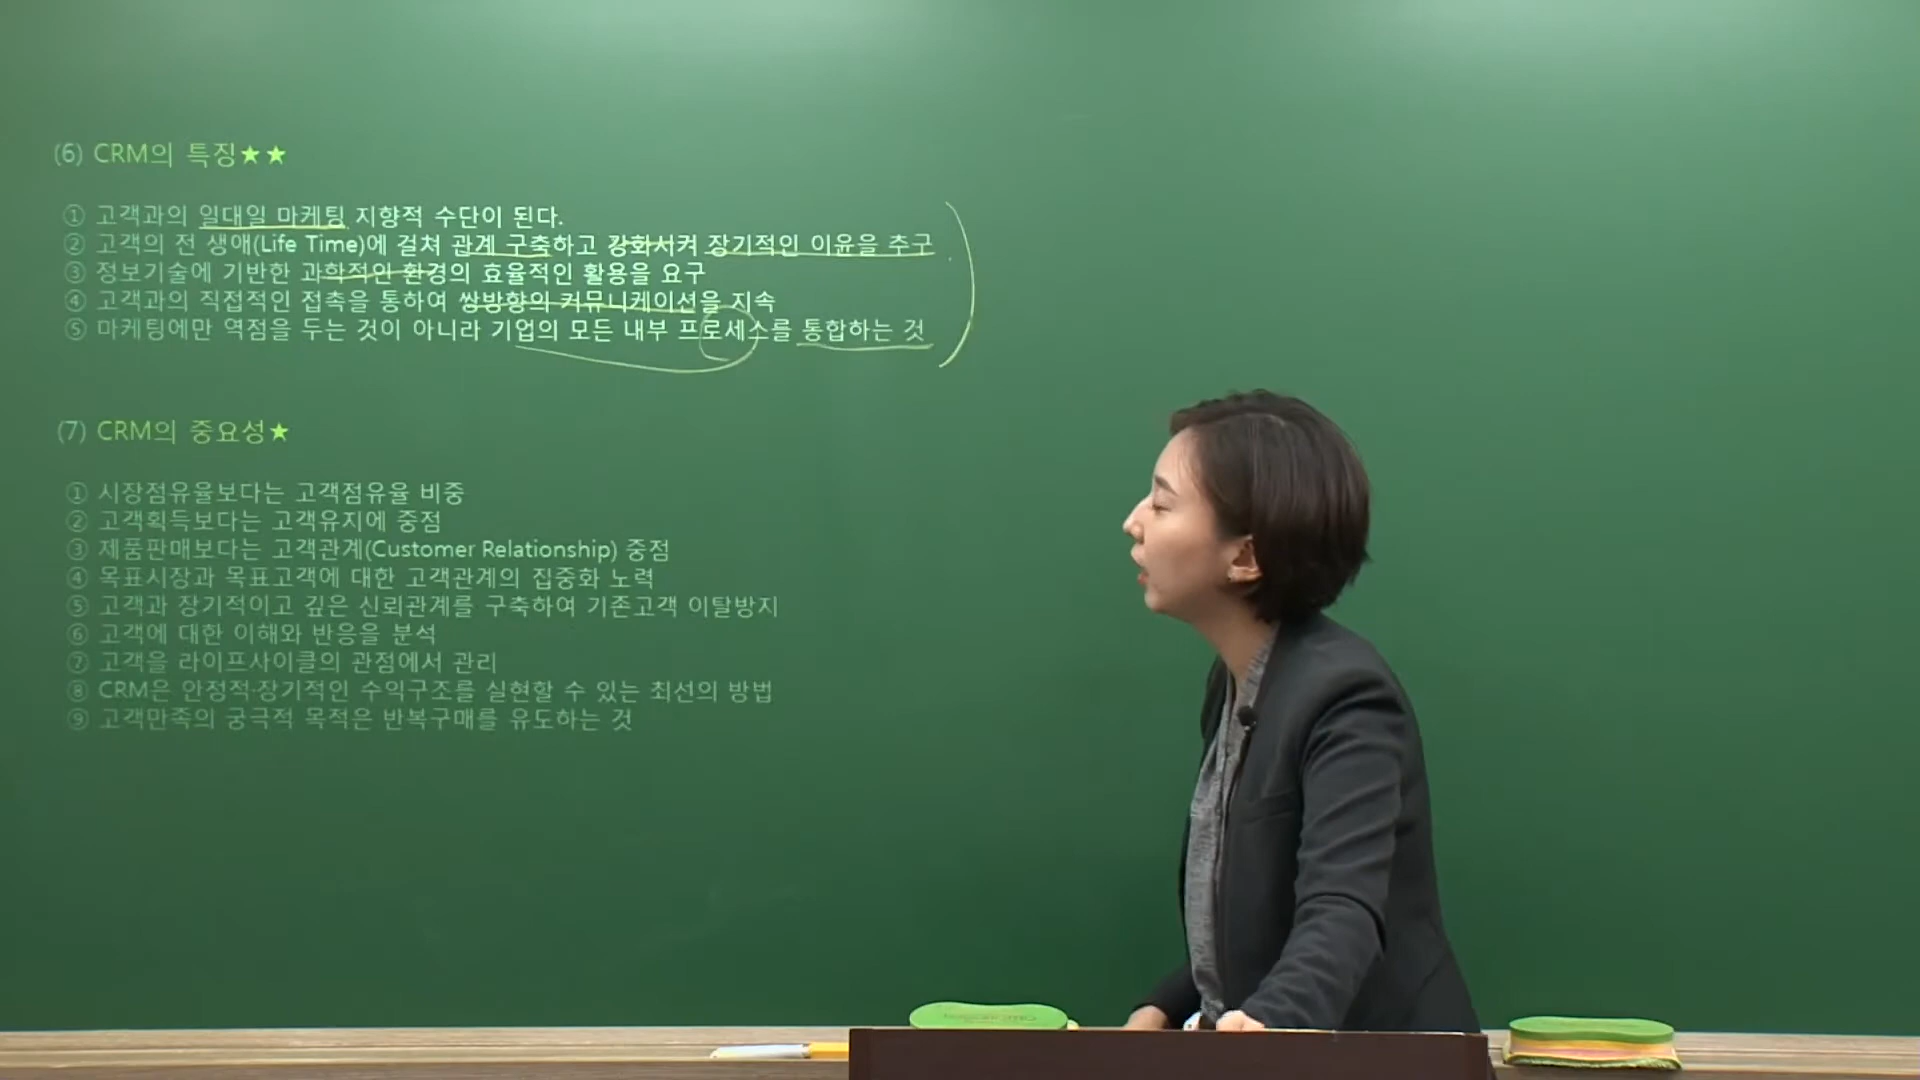 (6) CRM의 특징★★
① 고객과의 일대일 마케팅 지향적 수단이 된다.
② 고객의 전 생애(Life Time)에 걸쳐 관계 구축하고 강화시켜 장기적인 이윤을 추구
③ 정보기술에 기반한 과학적인 환경의 효율적인 활용을 요구
④ 고객과의 직접적인 접촉을 통하여 쌍방향의 커뮤니케이션을 지속
⑤ 마케팅에만 역점을 두는 것이 아니라 기업의 모든 내부 프로세스를 통합하는 것
(7) CRM의 중요성★
① 시장점유율보다는 고객점유율 비중
② 고객획득보다는 고객유지에 중점
③ 제품판매보다는 고객관계(Customer Relationship) 중점
④ 목표시장과 목표고객에 대한 고객관계의 집중화 노력
⑤ 고객과 장기적이고 깊은 신뢰관계를 구축하여 기존고객 이탈방지
⑥ 고객에 대한 이해와 반응을 분석
⑦ 고객을 라이프사이클의 관점에서 관리
⑧ CRM은 안정적·장기적인 수익구조를 실현할 수 있는 최선의 방법
⑨ 고객만족의 궁극적 목적은 반복구매를 유도하는 것